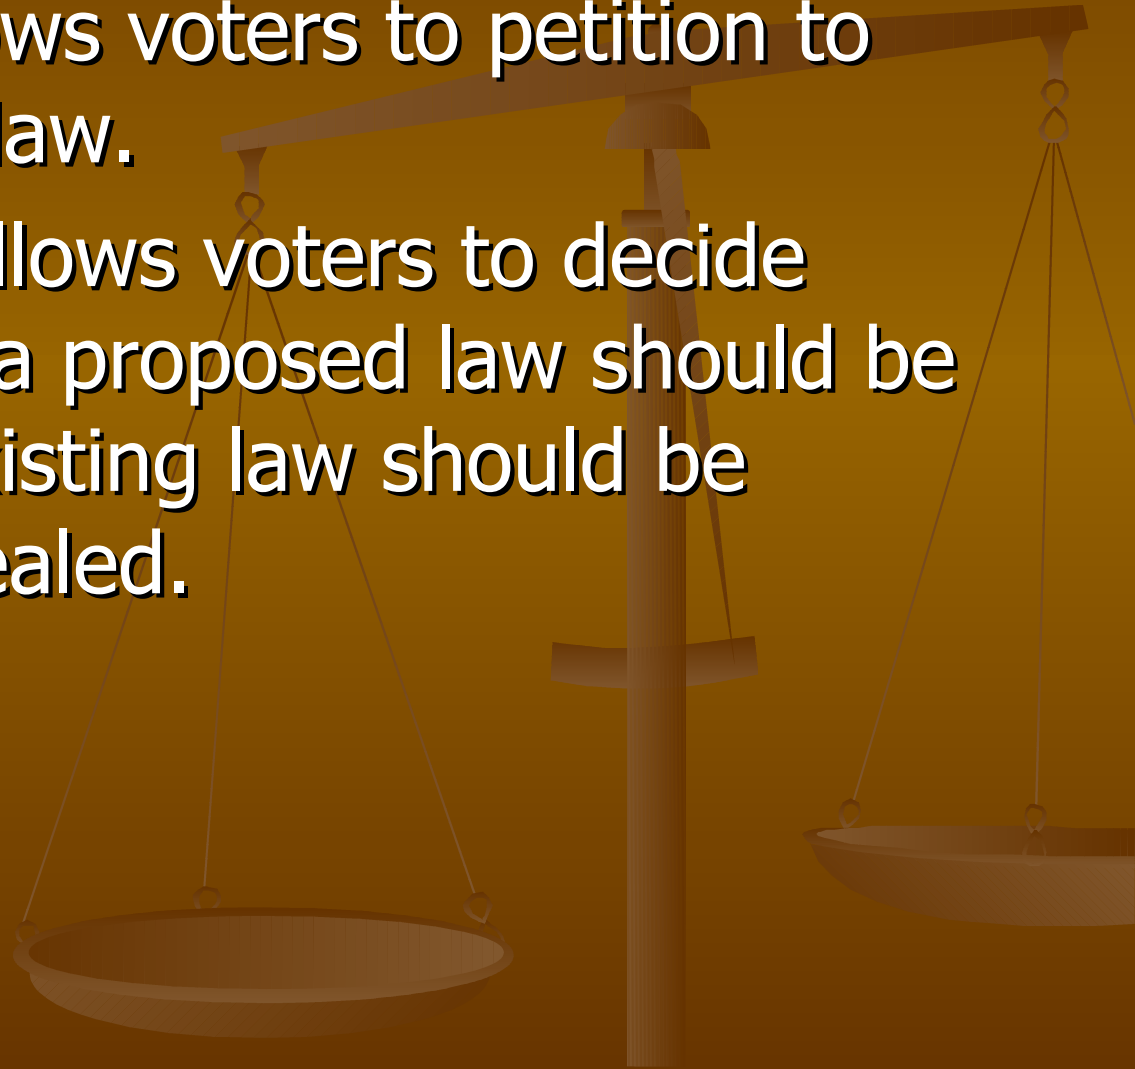 ws voters to petition to
law.
llows voters to decide
a proposed law should be
isting law should be
ealed.